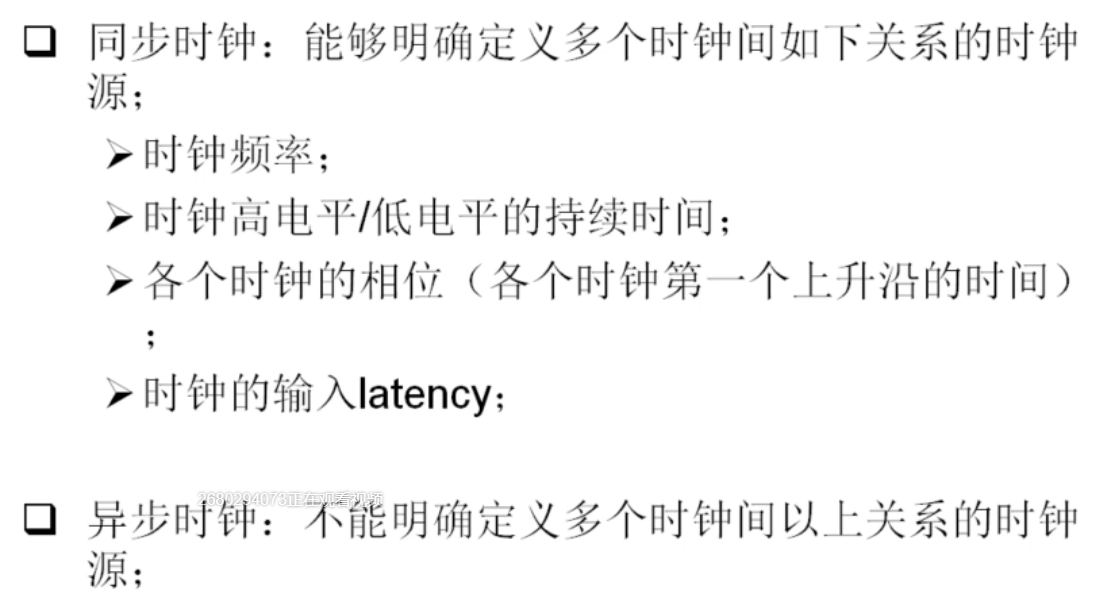 同步时钟：能够明确定义多个时钟间如下关系的时钟
源；
时钟频率；
时钟高电平/低电平的持续时间；
各个时钟的相位（各个时钟第一个上升沿的时间）
；
时钟的输入latency；
2680294073正在观看视频
异步时钟：不能明确定义多个时钟间以上关系的时钟
源；